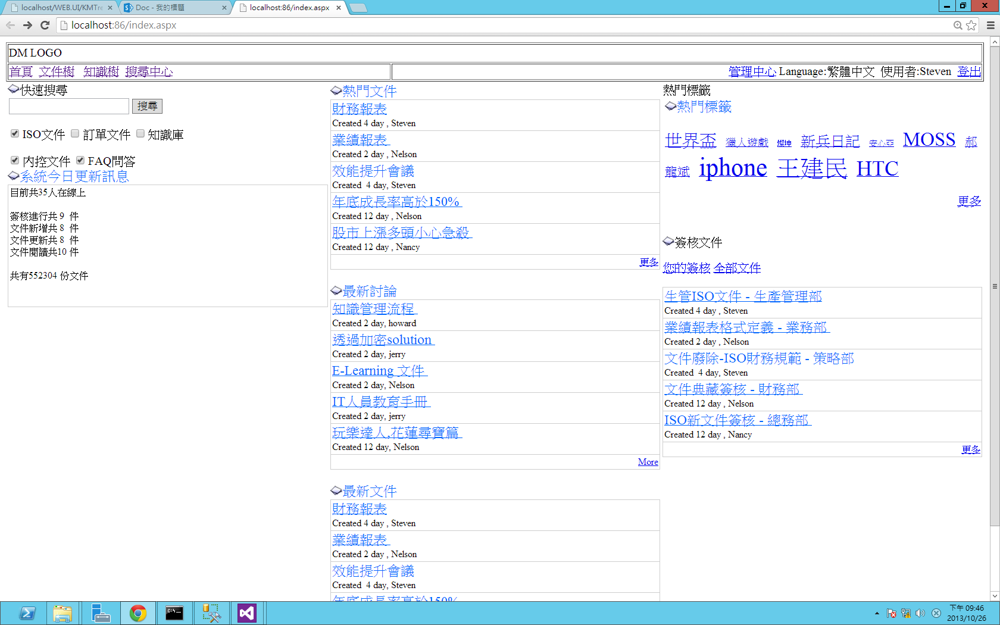 localhost/WEB.UI/KMTre
Doc - 我的標題
localhost:86/index.aspx
localhost:86/index.aspx
DM LOGO
首頁 文件樹 知識樹 搜尋中心
管理中心 Language:繁體中文 使用者:Steven 登出
快速搜尋
搜尋
ISO文件 訂單文件 知識庫
內控文件 FAQ問答
系統今日更新訊息
目前共35人在線上
簽核進行共 9 件
文件新增共 8 件
文件更新共 8 件
文件閱讀共10 件
共有552304 份文件
熱門文件
財務報表
Created 4 day , Steven
業績報表
Created 2 day , Nelson
效能提升會議
Created 4 day, Steven
年底成長率高於150%
Created 12 day , Nelson
股市上漲多頭小心急殺
Created 12 day , Nancy
更多
最新討論
知識管理流程
Created 2 day, howard
透過加密solution
Created 2 day, jerry
E-Learning 文件
Created 2 day, Nelson
IT人員教育手冊
Created 2 day, jerry
玩樂達人,花蓮尋寶篇
Created 12 day, Nelson
More
最新文件
財務報表
Created 4 day , Steven
業績報表
Created 2 day , Nelson
效能提升會議
Created 4 day, Steven
年底成長率高於150%
熱門標籤
熱門標籤
世界盃 獵人遊戲 燦坤 新兵日記 安心亞 MOSS 郝
龍斌 iphone 王建民 HTC
更多
簽核文件
您的簽核 全部文件
生管ISO文件 - 生產管理部
Created 4 day , Steven
業績報表格式定義 - 業務部
Created 2 day , Nelson
文件廢除-ISO財務規範 - 策略部
Created 4 day, Steven
文件典藏簽核 - 財務部
Created 12 day , Nelson
ISO新文件簽核 - 總務部
Created 12 day , Nancy
更多
下午 09:46
2013/10/26